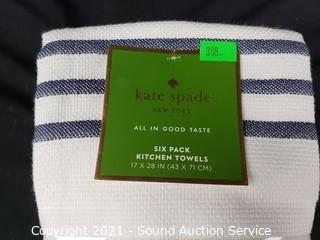 308.
kate spade
NEW YORK
ALL IN GOOD TASTE
SIX PACK
KITCHEN TOWELS
17 X 28 IN (43 X 71 CM)
Copyright 2021 - Sound Auction Service